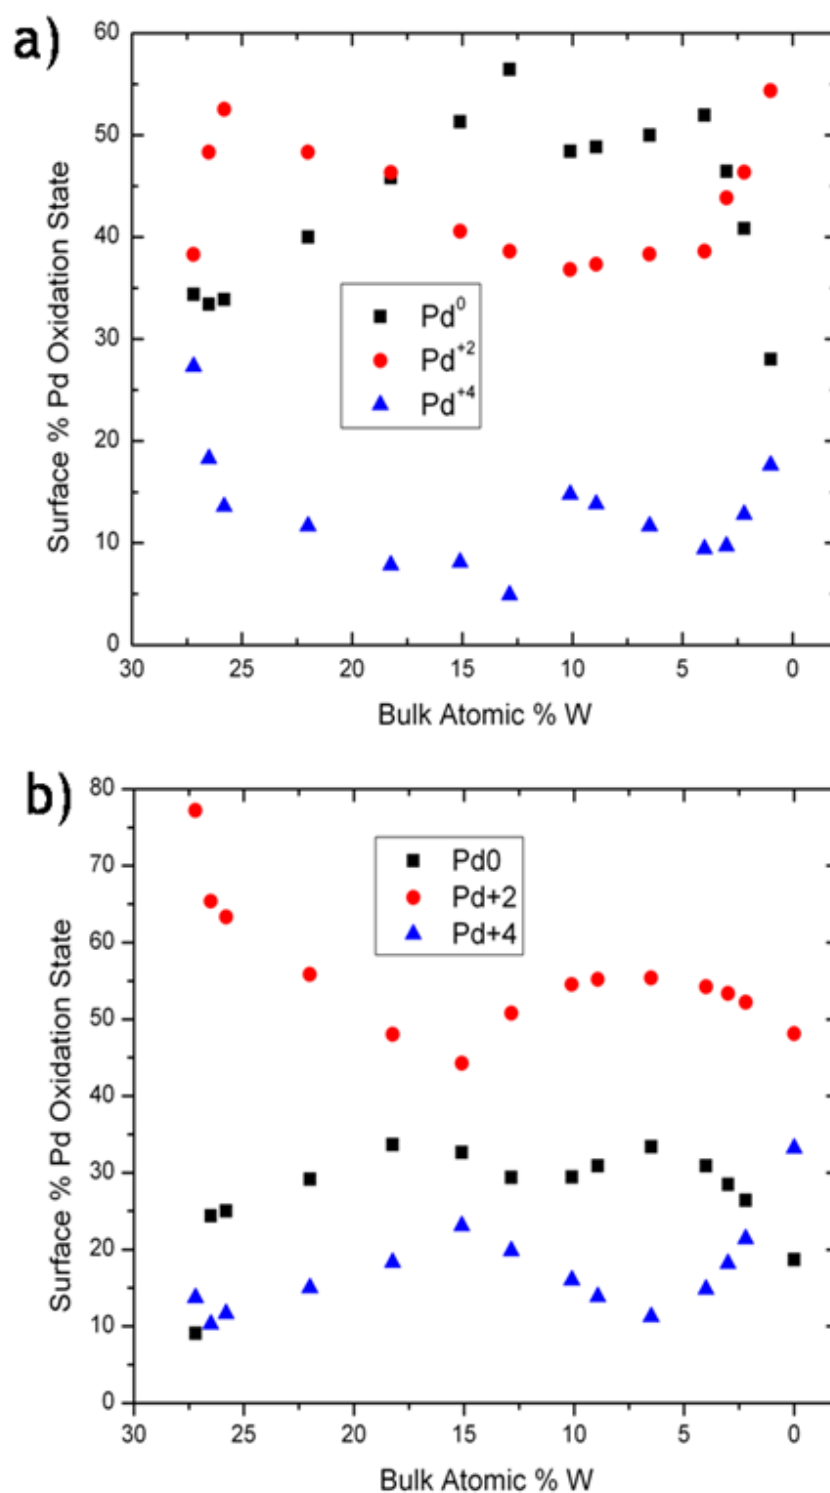 a)
60
50
40
30
20
10
0
Surface % Pd Oxidation State
Pd⁰
Pd⁺²
Pd⁺⁴
30 25 20 15 10 5 0
Bulk Atomic % W
b)
80
70
60
50
40
30
20
10
0
Surface % Pd Oxidation State
Pd0
Pd+2
Pd+4
30 25 20 15 10 5 0
Bulk Atomic % W